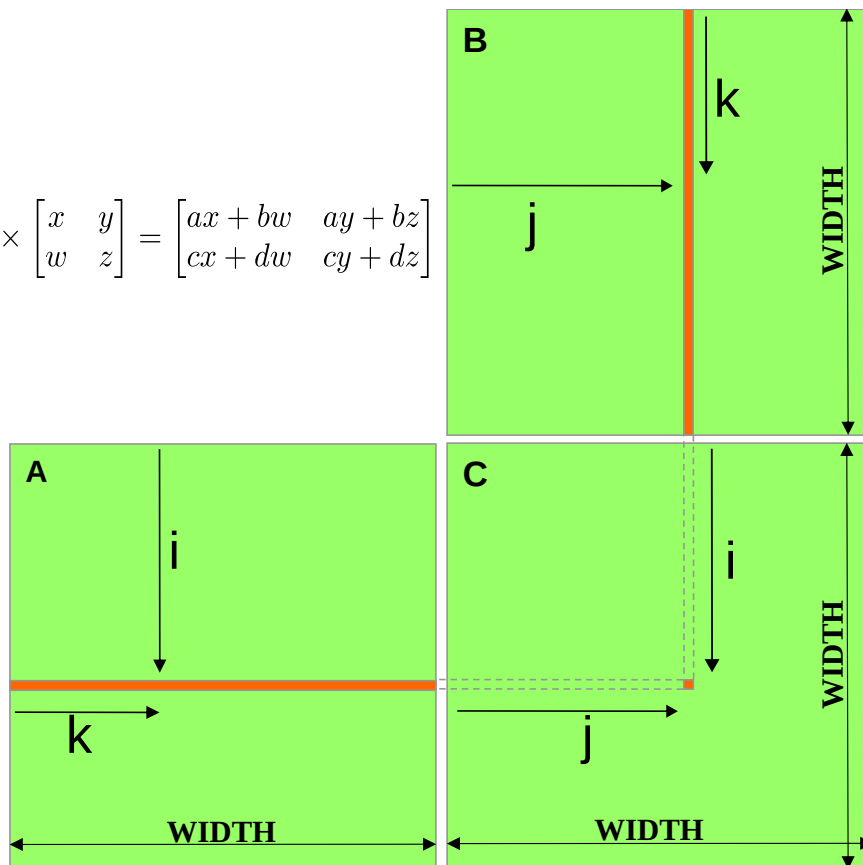 B
k
j
WIDTH
× [x y
w z] = [ax + bw ay + bz
cx + dw cy + dz]
A
i
k
WIDTH
C
i
j
WIDTH
WIDTH